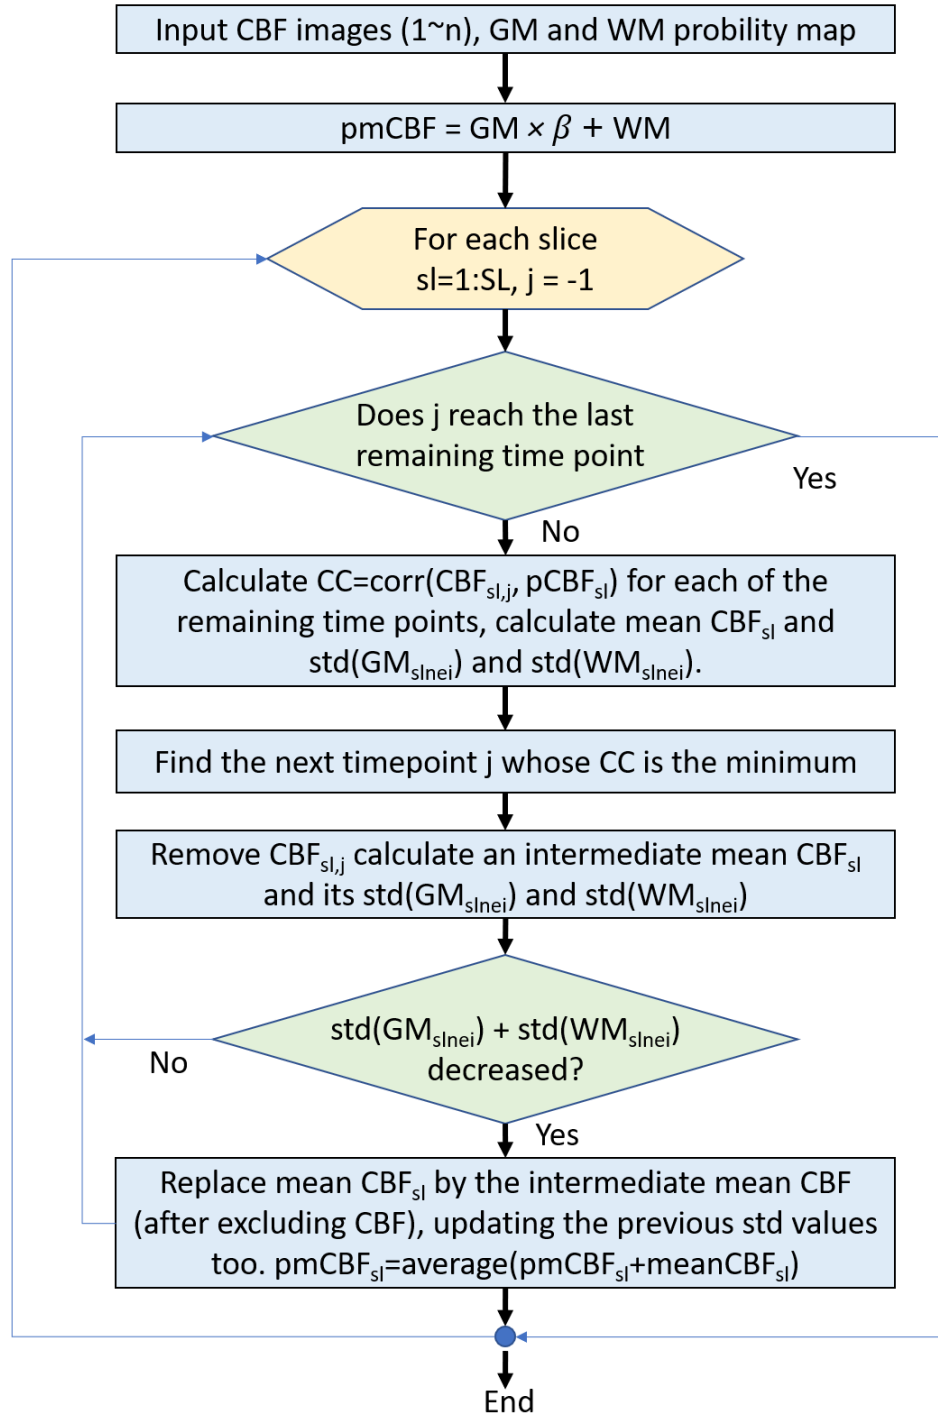 Input CBF images (1~n), GM and WM probility map
pmCBF = GM × β + WM
For each slice
sl=1:SL, j = -1
Does j reach the last
remaining time point
Yes
No
Calculate CC=corr(CBFsl,j, pCBFsl) for each of the
remaining time points, calculate mean CBFsl and
std(GMslnei) and std(WMslnei).
Find the next timepoint j whose CC is the minimum
Remove CBFsl,j calculate an intermediate mean CBFsl
and its std(GMslnei) and std(WMslnei)
std(GMslnei) + std(WMslnei)
decreased?
No
Yes
Replace mean CBFsl by the intermediate mean CBF
(after excluding CBF), updating the previous std values
too. pmCBFsl=average(pmCBFsl+meanCBFsl)
End